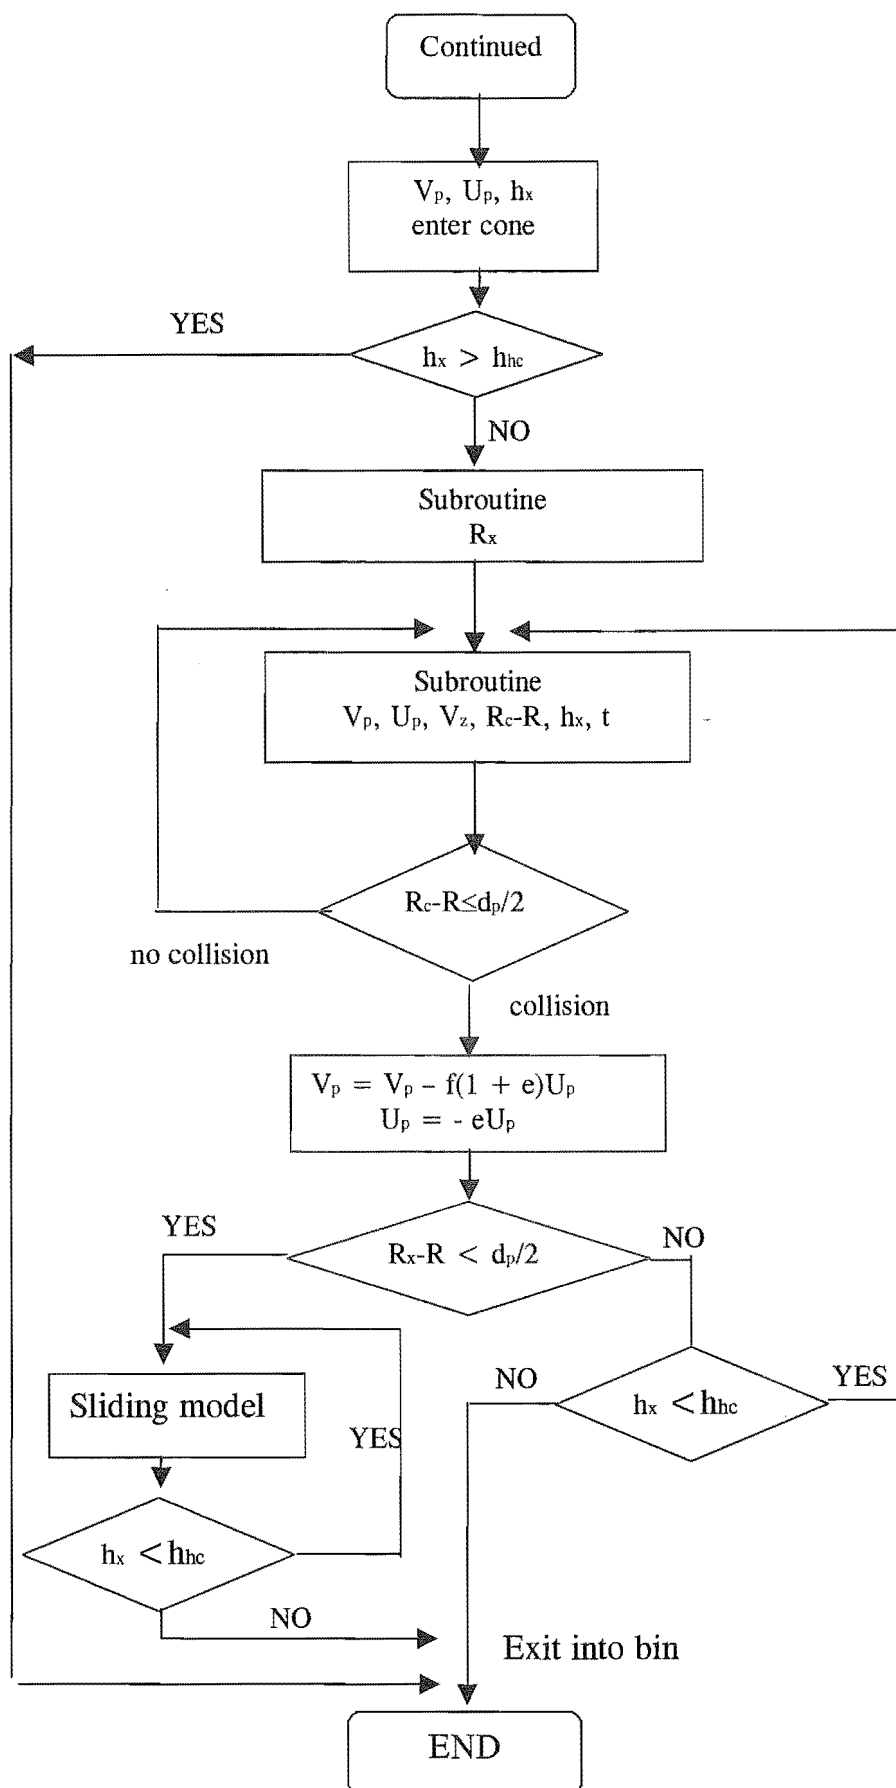 Continued
Vp, Up, hx
enter cone
YES
hx > hhc
NO
Subroutine
Rx
Subroutine
Vp, Up, Vz, Rc-R, hx, t
Rc-R≤dp/2
no collision
collision
Vp = Vp – f(1 + e)Up
Up = - eUp
YES
Rx-R < dp/2
NO
Sliding model
YES
NO
hx < hhc
YES
hx < hhc
NO
Exit into bin
END